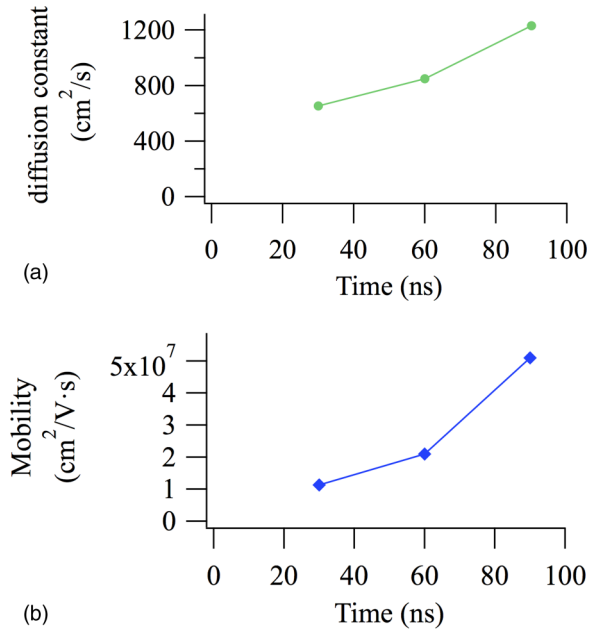 diffusion constant
(cm²/s)
1200
800
400
0
0 20 40 60 80 100
Time (ns)
(a)
Mobility
(cm²/V·s)
5x10⁷
4
3
2
1
0
0 20 40 60 80 100
Time (ns)
(b)